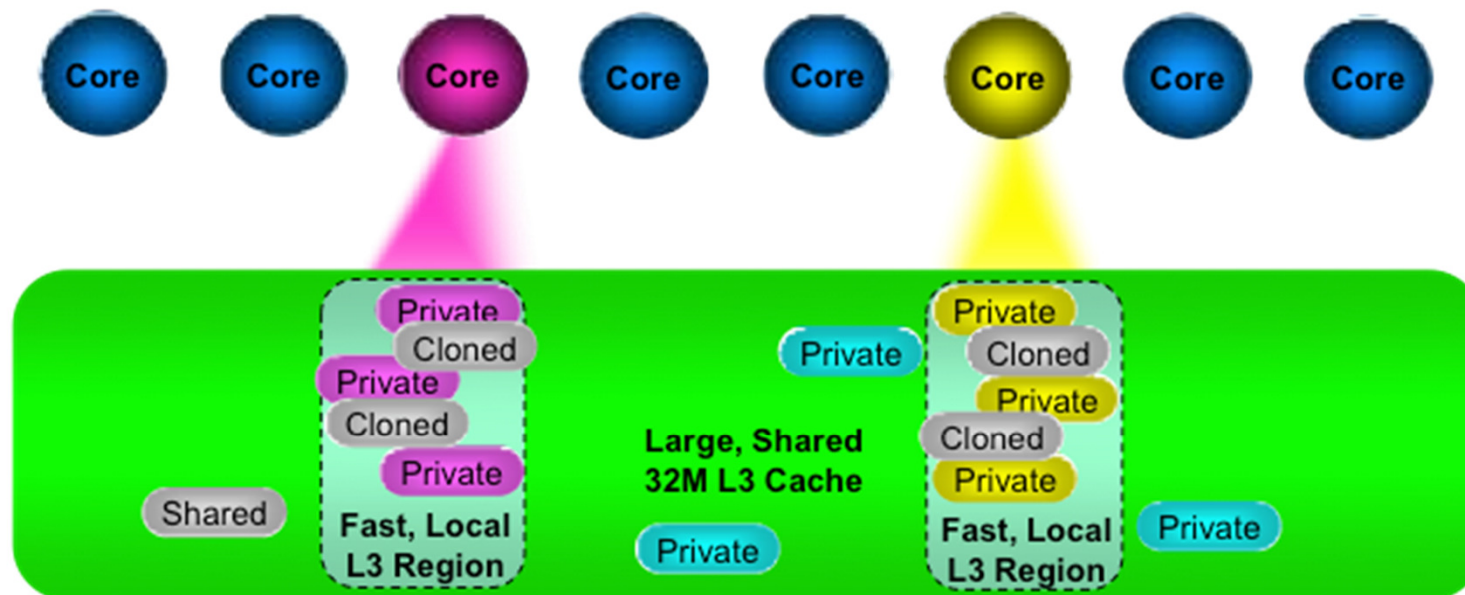 Core
Core
Core
Core
Core
Core
Core
Core
Private
Cloned
Private
Cloned
Private
Fast, Local
L3 Region
Shared
Large, Shared
32M L3 Cache
Private
Private
Private
Cloned
Private
Cloned
Private
Fast, Local
L3 Region
Private